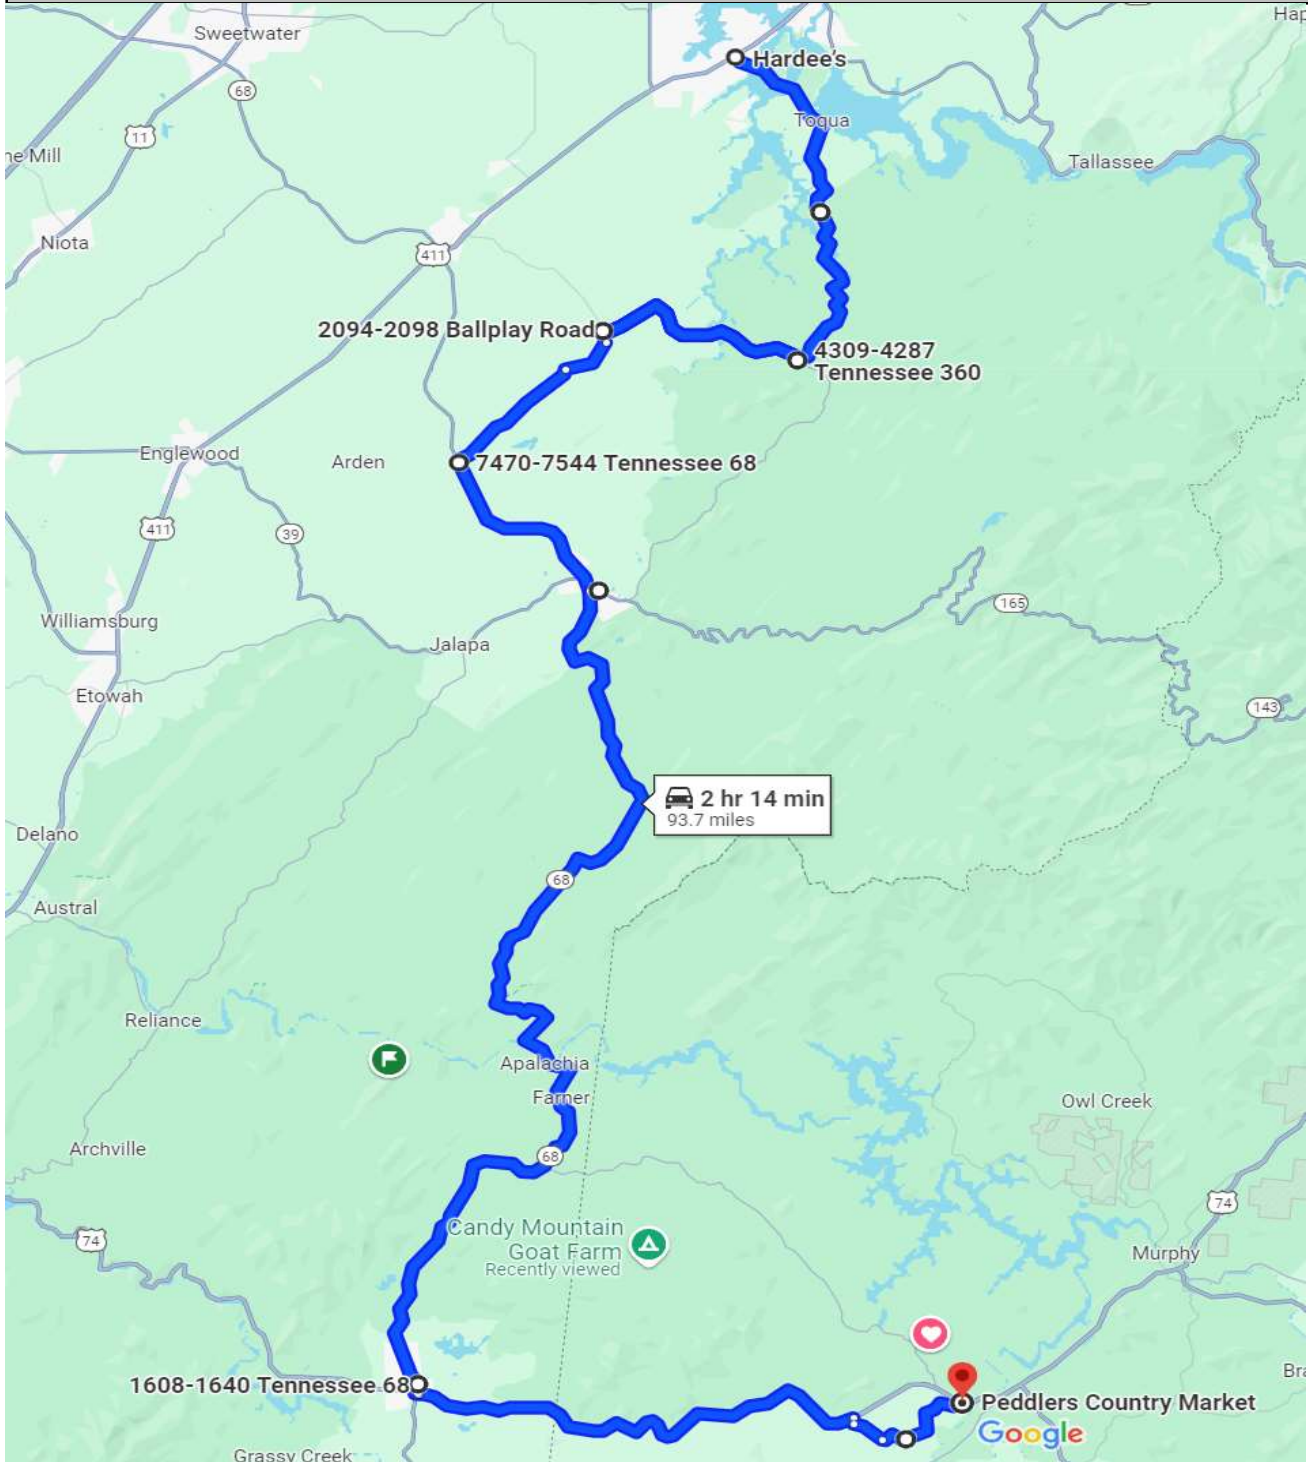 Hap
Sweetwater
Hardee's
68
Toqua
11
ne Mill
Tallassee
Niota
411
2094-2098 Ballplay Road
4309-4287
Tennessee 360
Englewood
Arden
7470-7544 Tennessee 68
411
39
165
Williamsburg
Jalapa
Etowah
143
2 hr 14 min
93.7 miles
Delano
68
Austral
Reliance
Apalachia
Farner
Owl Creek
Archville
68
74
74
Candy Mountain
Goat Farm
Recently viewed
Murphy
Bra
1608-1640 Tennessee 68
Peddlers Country Market
Google
Grassy Creek